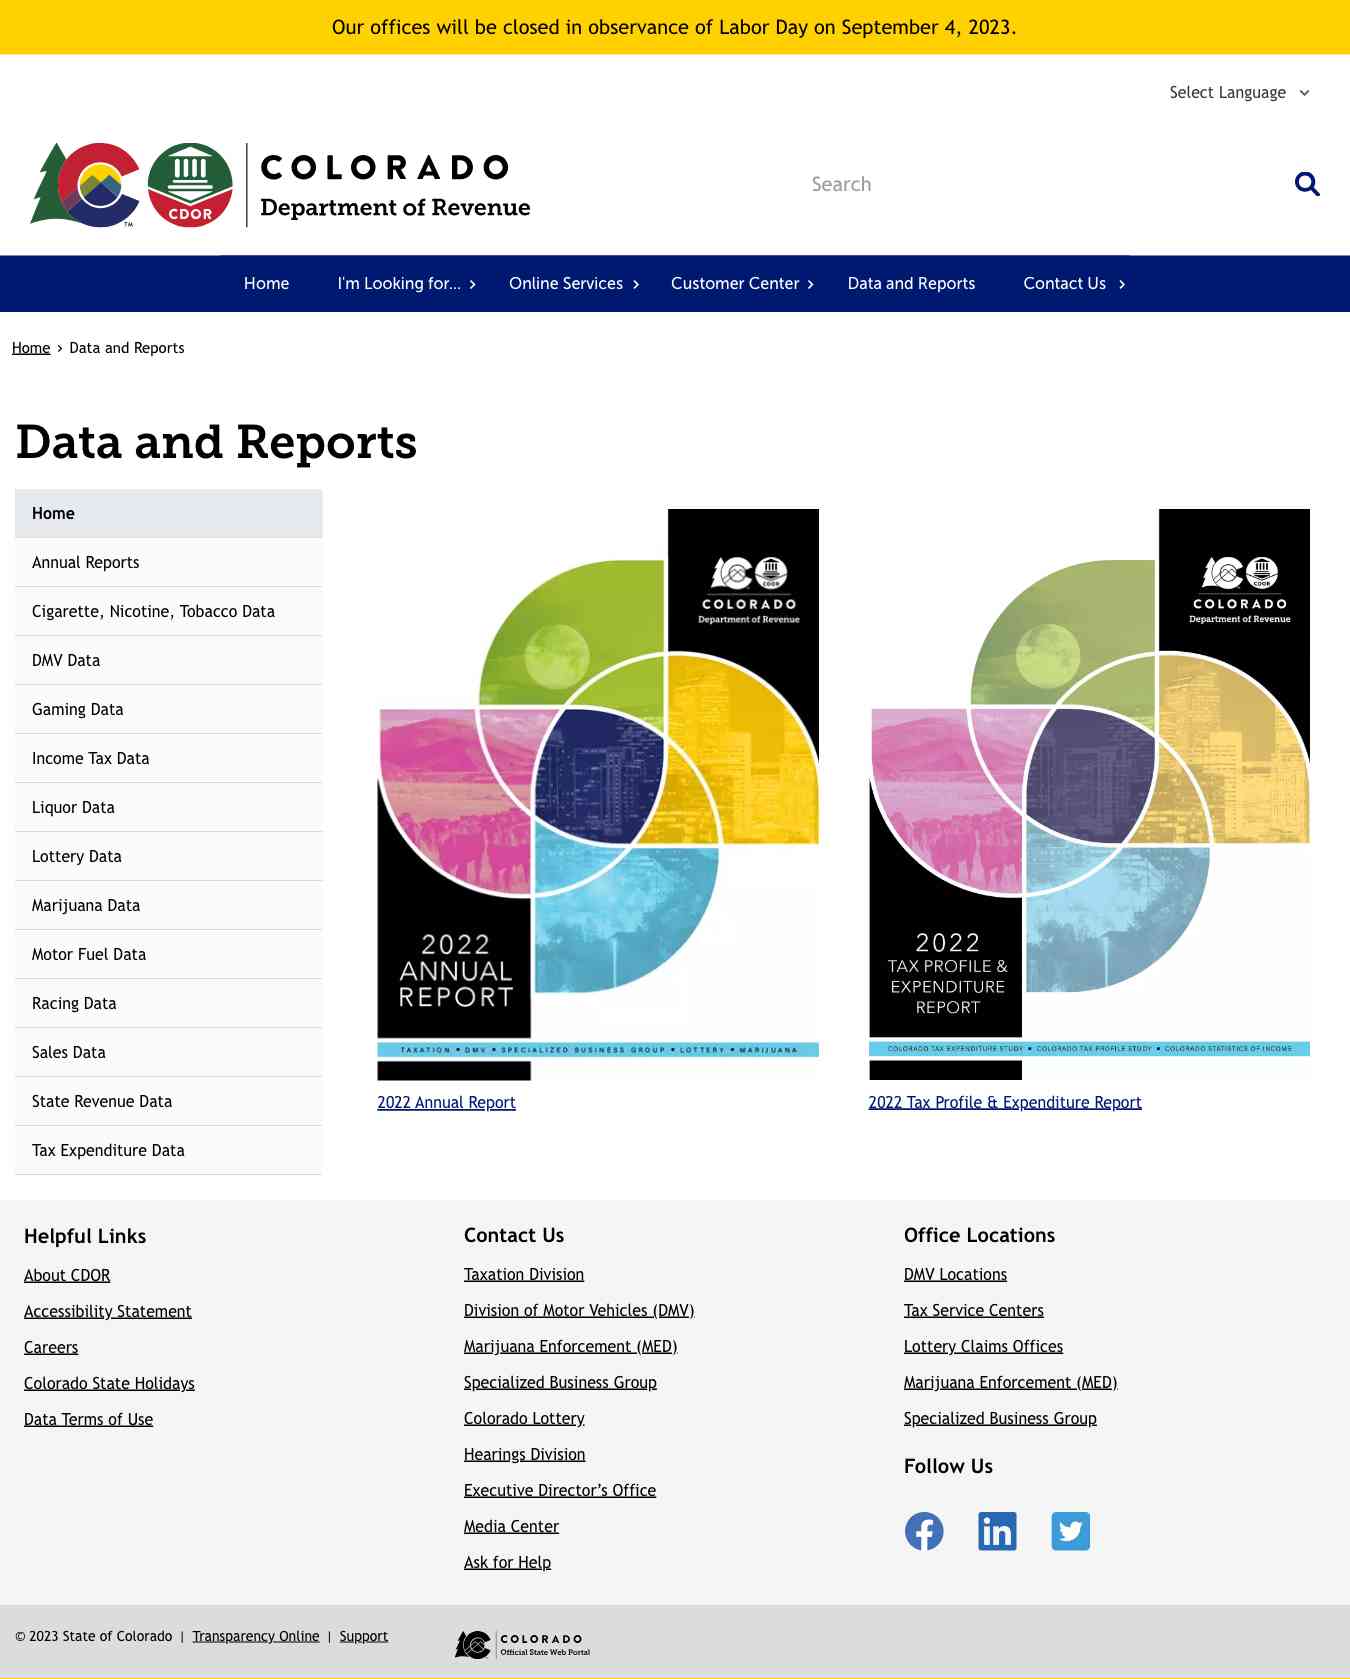 Our offices will be closed in observance of Labor Day on September 4, 2023.
Select Language
CDOR
TM
COLORADO
Department of Revenue
Search
Home
I'm Looking for...
Online Services
Customer Center
Data and Reports
Contact Us
Home › Data and Reports
Data and Reports
Home
Annual Reports
Cigarette, Nicotine, Tobacco Data
DMV Data
Gaming Data
Income Tax Data
Liquor Data
Lottery Data
Marijuana Data
Motor Fuel Data
Racing Data
Sales Data
State Revenue Data
Tax Expenditure Data
CDOR
COLORADO
Department of Revenue
2022
ANNUAL
REPORT
TAXATION ▪ DMV ▪ SPECIALIZED BUSINESS GROUP ▪ LOTTERY ▪ MARIJUANA
2022 Annual Report
CDOR
COLORADO
Department of Revenue
2022
TAX PROFILE &
EXPENDITURE
REPORT
COLORADO TAX EXPENDITURE STUDY ▪ COLORADO TAX PROFILE STUDY ▪ COLORADO STATISTICS OF INCOME
2022 Tax Profile & Expenditure Report
Helpful Links
About CDOR
Accessibility Statement
Careers
Colorado State Holidays
Data Terms of Use
Contact Us
Taxation Division
Division of Motor Vehicles (DMV)
Marijuana Enforcement (MED)
Specialized Business Group
Colorado Lottery
Hearings Division
Executive Director’s Office
Media Center
Ask for Help
Office Locations
DMV Locations
Tax Service Centers
Lottery Claims Offices
Marijuana Enforcement (MED)
Specialized Business Group
Follow Us
© 2023 State of Colorado | Transparency Online | Support
COLORADO
Official State Web Portal